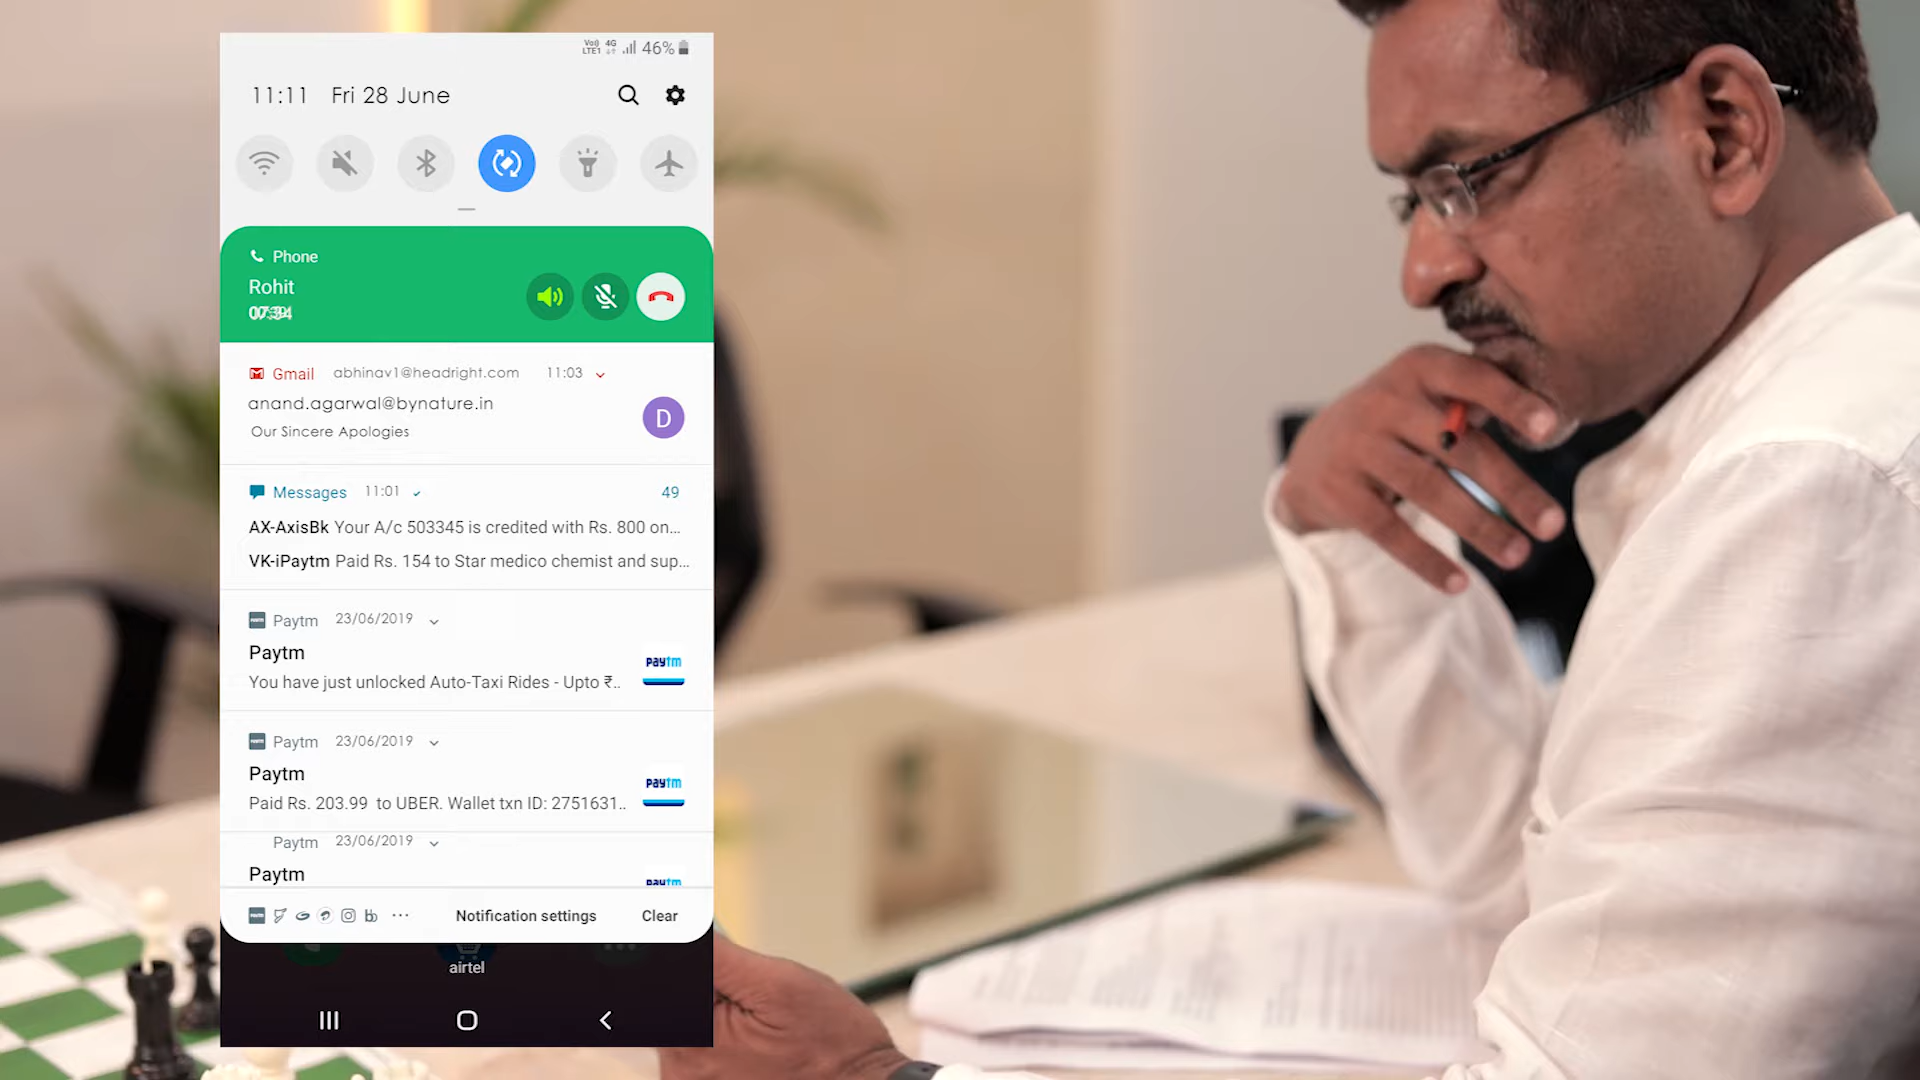 VoI) 4G 46%
LTE1
11:11 Fri 28 June
Phone
Rohit
Gmail abhinav1@headright.com 11:03
anand.agarwal@bynature.in
D
Our Sincere Apologies
Messages 11:01 49
AX-AxisBk Your A/c 503345 is credited with Rs. 800 on...
VK-iPaytm Paid Rs. 154 to Star medico chemist and sup...
Paytm 23/06/2019
Paytm
paytm
You have just unlocked Auto-Taxi Rides - Upto ₹..
Paytm 23/06/2019
Paytm
paytm
Paid Rs. 203.99 to UBER. Wallet txn ID: 2751631..
Paytm 23/06/2019
Paytm
paytm
Notification settings Clear
airtel